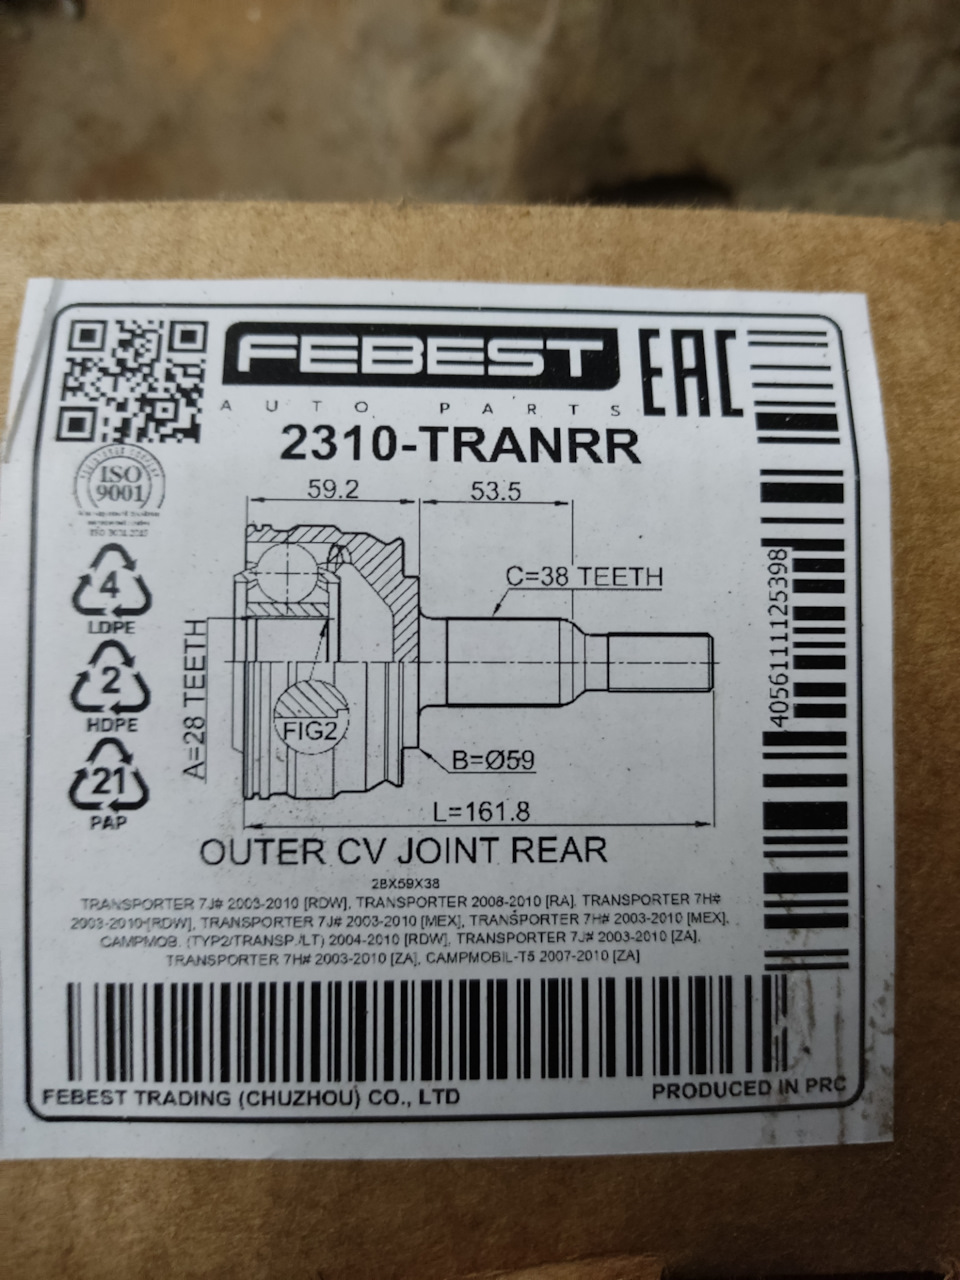 FEBEST
EAC
AUTO PARTS
2310-TRANRR
ISO
9001
59.2
53.5
C=38 TEETH
4
LDPE
2
HDPE
21
PAP
A=28 TEETH
FIG2
B=Ø59
L=161.8
4056111125398
OUTER CV JOINT REAR
28X59X38
TRANSPORTER 7J# 2003-2010 [RDW], TRANSPORTER 2008-2010 [RA], TRANSPORTER 7H#
2003-2010 [RDW], TRANSPORTER 7J# 2003-2010 [MEX], TRANSPORTER 7H# 2003-2010 [MEX],
CAMPMOB. (TYP2/TRANSP./LT) 2004-2010 [RDW], TRANSPORTER 7J# 2003-2010 [ZA],
TRANSPORTER 7H# 2003-2010 [ZA], CAMPMOBIL-T5 2007-2010 [ZA]
FEBEST TRADING (CHUZHOU) CO., LTD
PRODUCED IN PRC